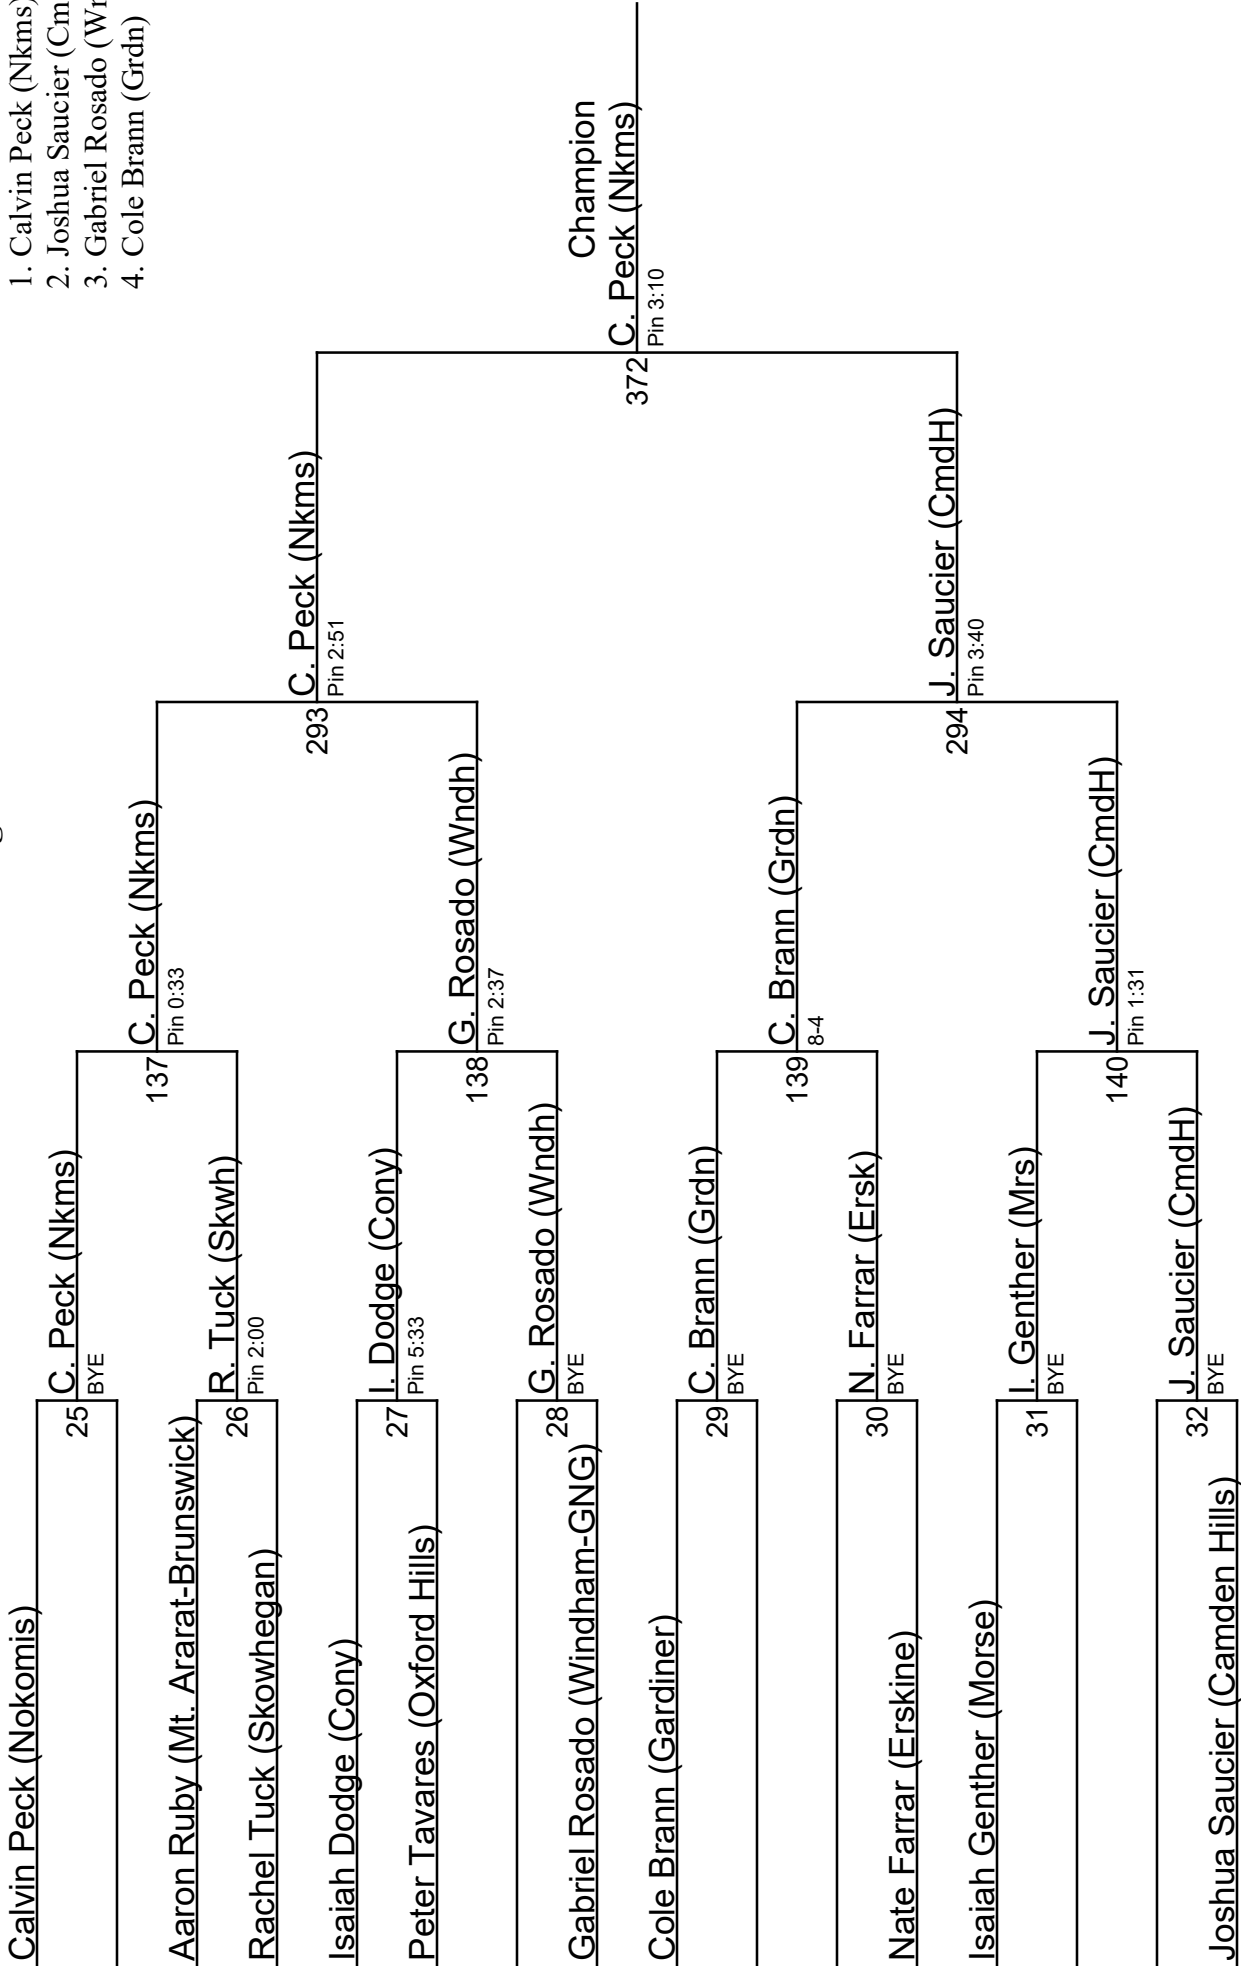 1. Calvin Peck (Nkms)
2. Joshua Saucier (Cm
3. Gabriel Rosado (Wn
4. Cole Brann (Grdn)
Calvin Peck (Nokomis)
25
C. Peck (Nkms)
BYE
Aaron Ruby (Mt. Ararat-Brunswick)
Rachel Tuck (Skowhegan)
26
R. Tuck (Skwh)
Pin 2:00
137
C. Peck (Nkms)
Pin 0:33
Isaiah Dodge (Cony)
Peter Tavares (Oxford Hills)
27
I. Dodge (Cony)
Pin 5:33
Gabriel Rosado (Windham-GNG)
28
G. Rosado (Wndh)
BYE
138
G. Rosado (Wndh)
Pin 2:37
293
C. Peck (Nkms)
Pin 2:51
Cole Brann (Gardiner)
29
C. Brann (Grdn)
BYE
Nate Farrar (Erskine)
30
N. Farrar (Ersk)
BYE
139
C. Brann (Grdn)
8-4
Isaiah Genther (Morse)
31
I. Genther (Mrs)
BYE
Joshua Saucier (Camden Hills)
32
J. Saucier (CmdH)
BYE
140
J. Saucier (CmdH)
Pin 1:31
294
J. Saucier (CmdH)
Pin 3:40
372
Champion
C. Peck (Nkms)
Pin 3:10